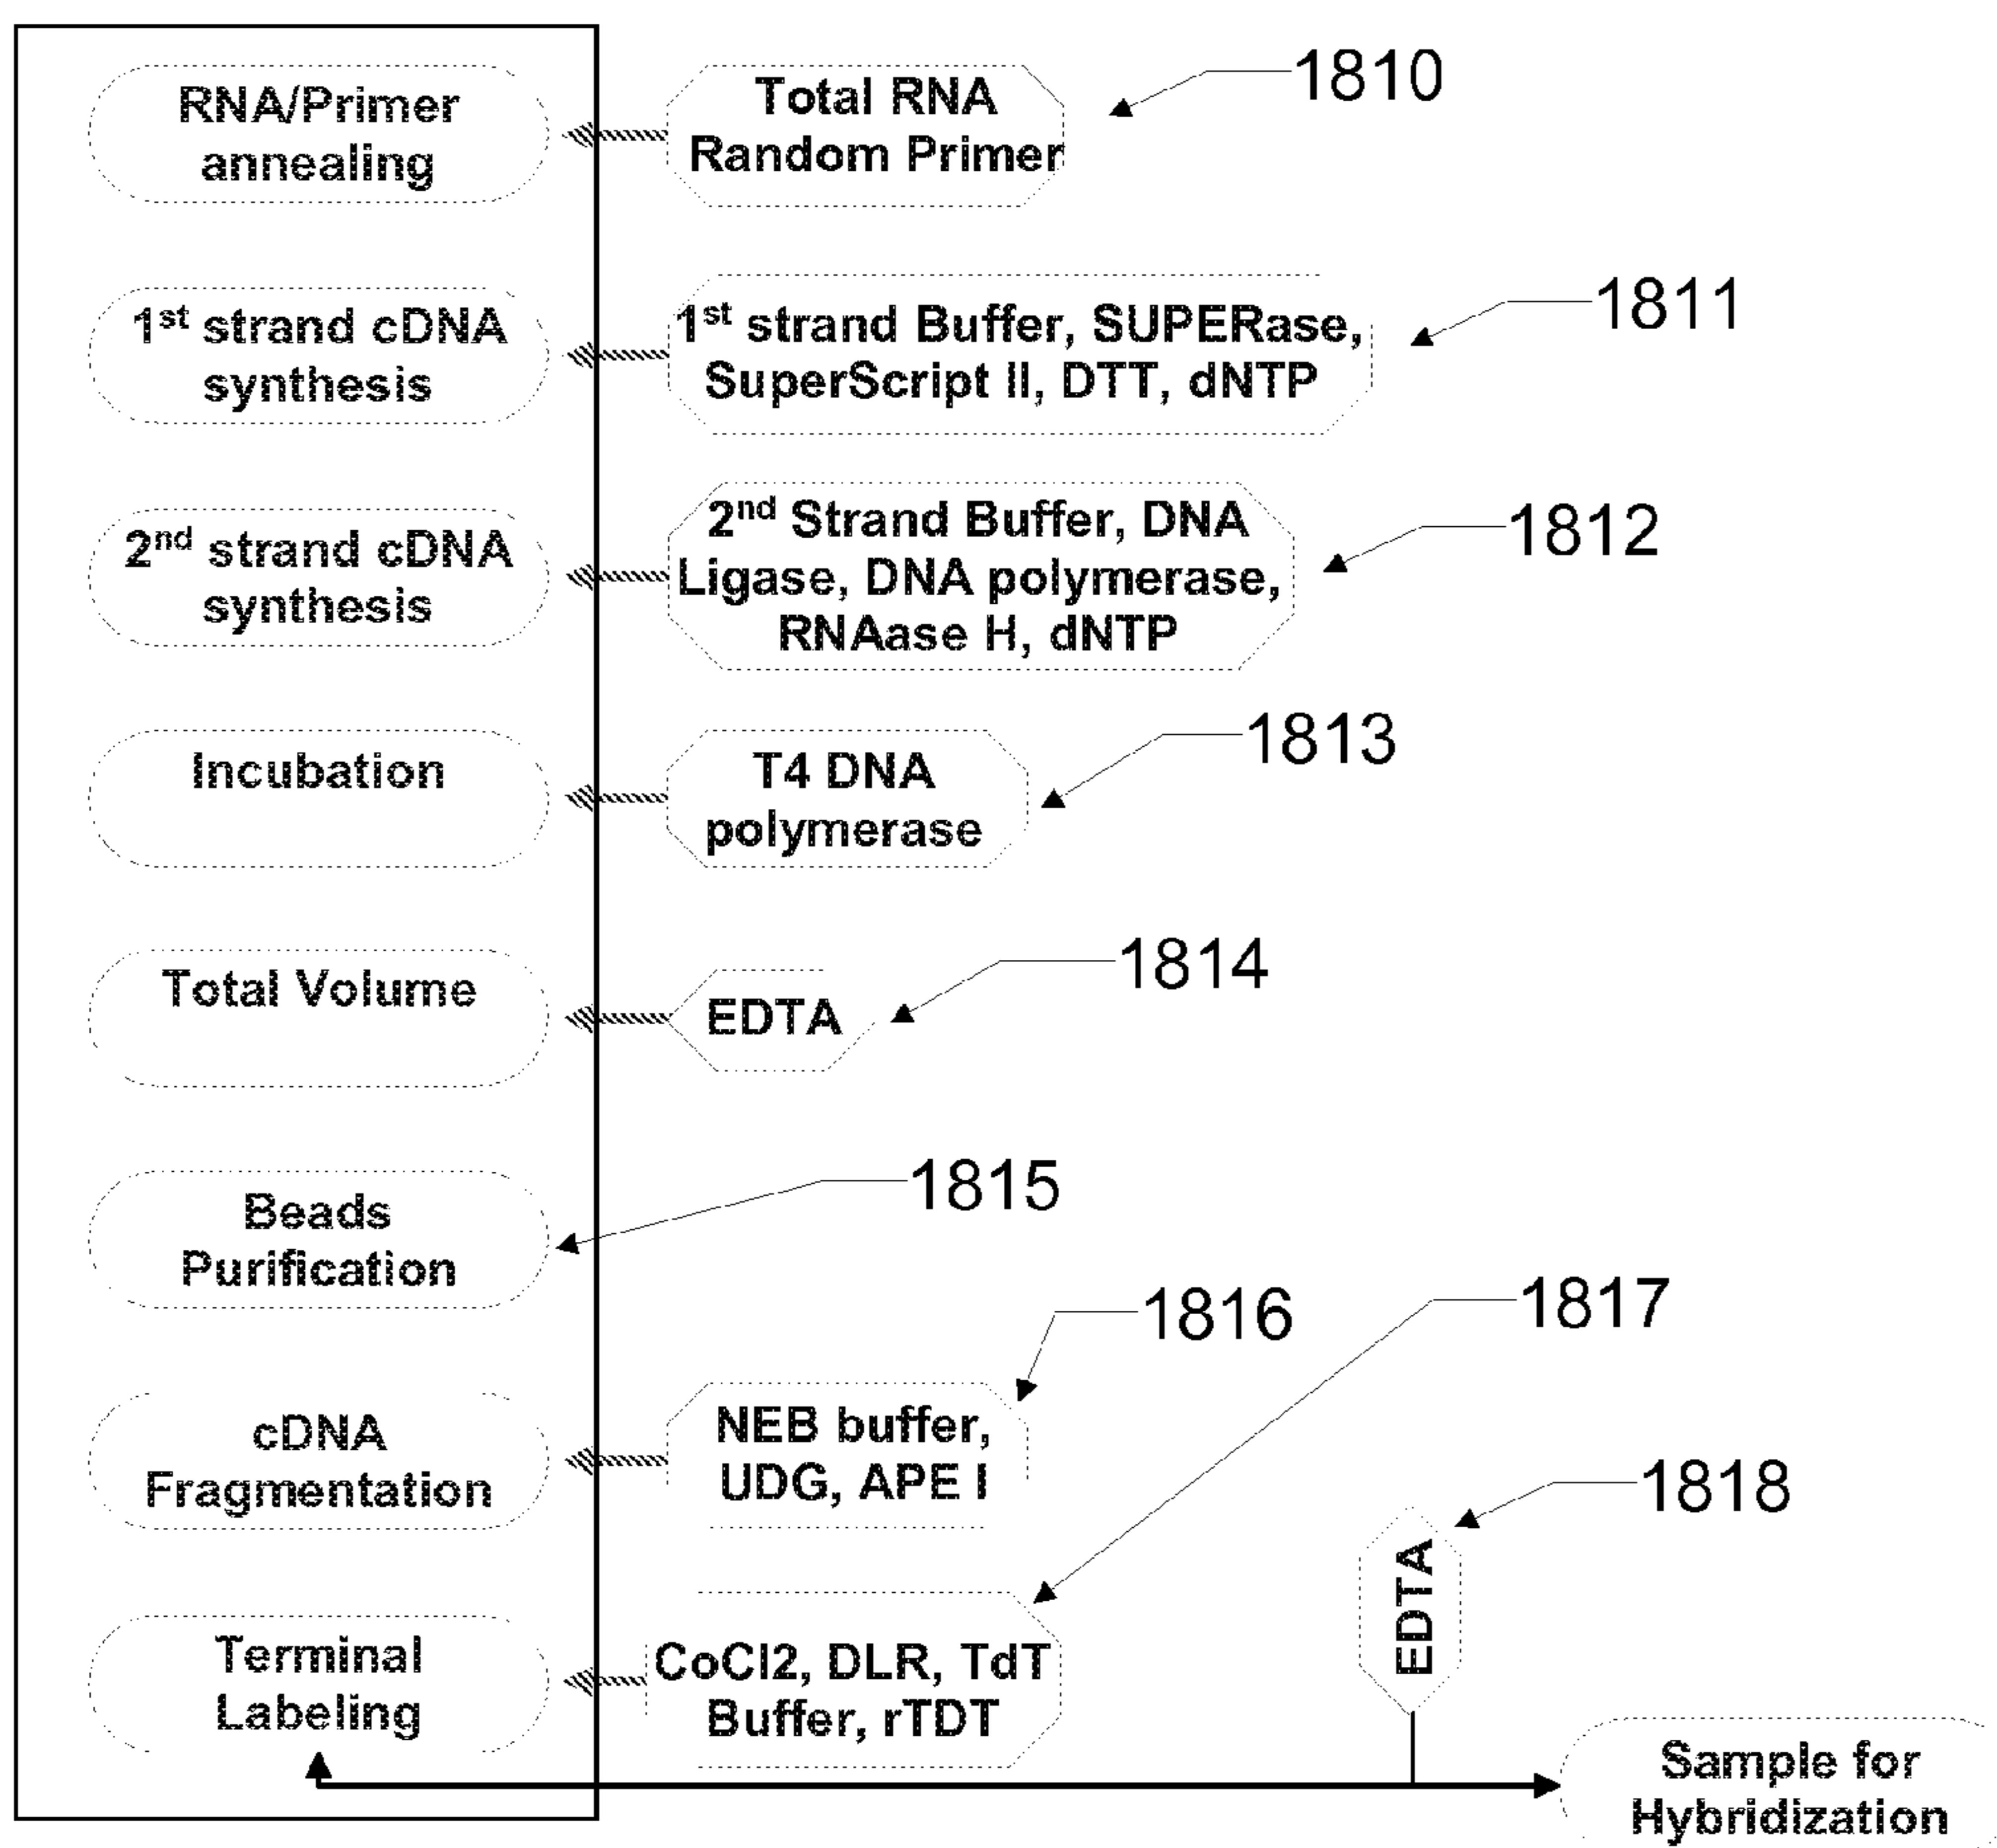 RNA/Primer
annealing
Total RNA
Random Primer
1810
1st strand cDNA
synthesis
1st strand Buffer, SUPERase,
SuperScript II, DTT, dNTP
1811
2nd strand cDNA
synthesis
2nd Strand Buffer, DNA
Ligase, DNA polymerase,
RNAase H, dNTP
1812
Incubation
T4 DNA
polymerase
1813
Total Volume
EDTA
1814
Beads
Purification
1815
cDNA
Fragmentation
NEB buffer,
UDG, APE I
1816
Terminal
Labeling
CoCl2, DLR, TdT
Buffer, rTDT
1817
EDTA
1818
Sample for
Hybridization